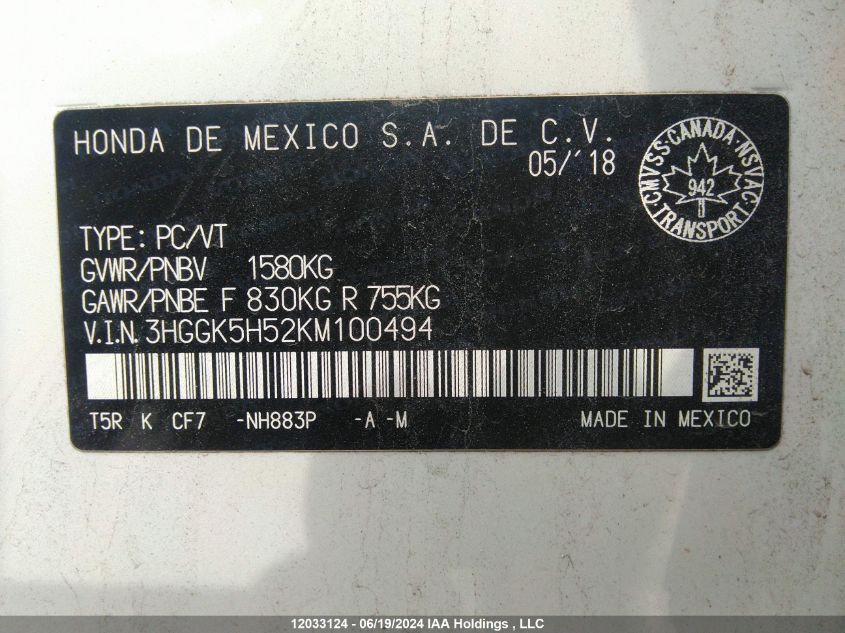 HONDA DE MEXICO S.A. DE C.V.
05/'18
CMVSS·CANADA·NSVAC·TRANSPORT
942
TYPE: PC/VT
GVWR/PNBV 1580KG
GAWR/PNBE F 830KG R 755KG
V.I.N. 3HGGK5H52KM100494
T5R K CF7 -NH883P -A -M MADE IN MEXICO
12033124 - 06/19/2024 IAA Holdings , LLC